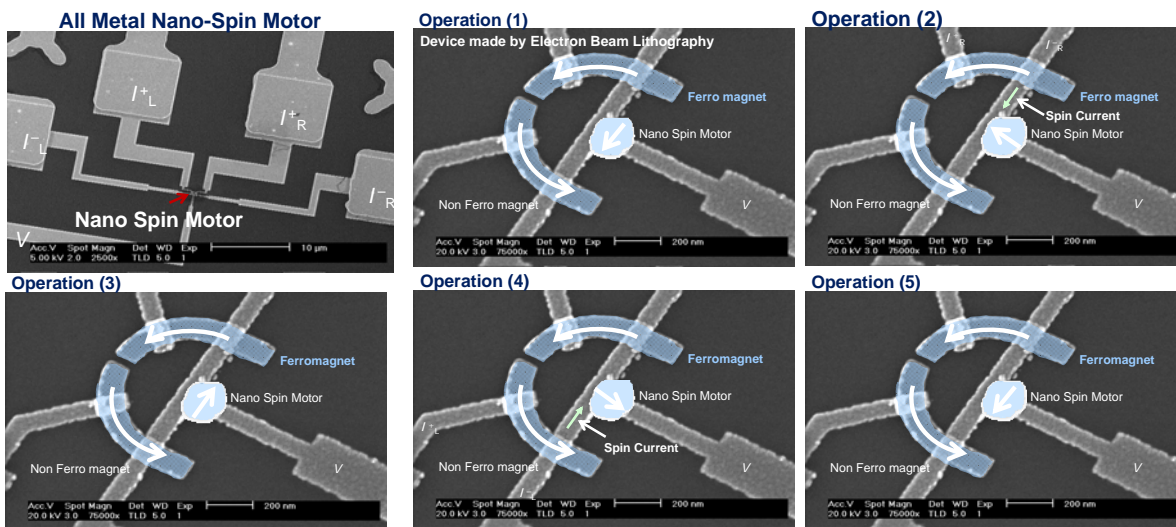 All Metal Nano-Spin Motor
I+L
I+R
I-L
I-R
Nano Spin Motor
V
Acc.V Spot Magn Det WD Exp 10 µm
5.00 kV 2.0 2500x TLD 5.0 1
Operation (1)
Device made by Electron Beam Lithography
Ferro magnet
Nano Spin Motor
Non Ferro magnet
V
Acc.V Spot Magn Det WD Exp 200 nm
20.0 kV 3.0 75000x TLD 5.0 1
Operation (2)
I+R
I-R
Ferro magnet
Spin Current
Nano Spin Motor
Non Ferro magnet
V
Acc.V Spot Magn Det WD Exp 200 nm
20.0 kV 3.0 75000x TLD 5.0 1
Operation (3)
Ferromagnet
Nano Spin Motor
Non Ferro magnet
V
Acc.V Spot Magn Det WD Exp 200 nm
20.0 kV 3.0 75000x TLD 5.0 1
Operation (4)
Ferromagnet
Nano Spin Motor
I+L
Spin Current
Non Ferro magnet
V
I-L
Acc.V Spot Magn Det WD Exp 200 nm
20.0 kV 3.0 75000x TLD 5.0 1
Operation (5)
Ferromagnet
Nano Spin Motor
Non Ferro magnet
V
Acc.V Spot Magn Det WD Exp 200 nm
20.0 kV 3.0 75000x TLD 5.0 1